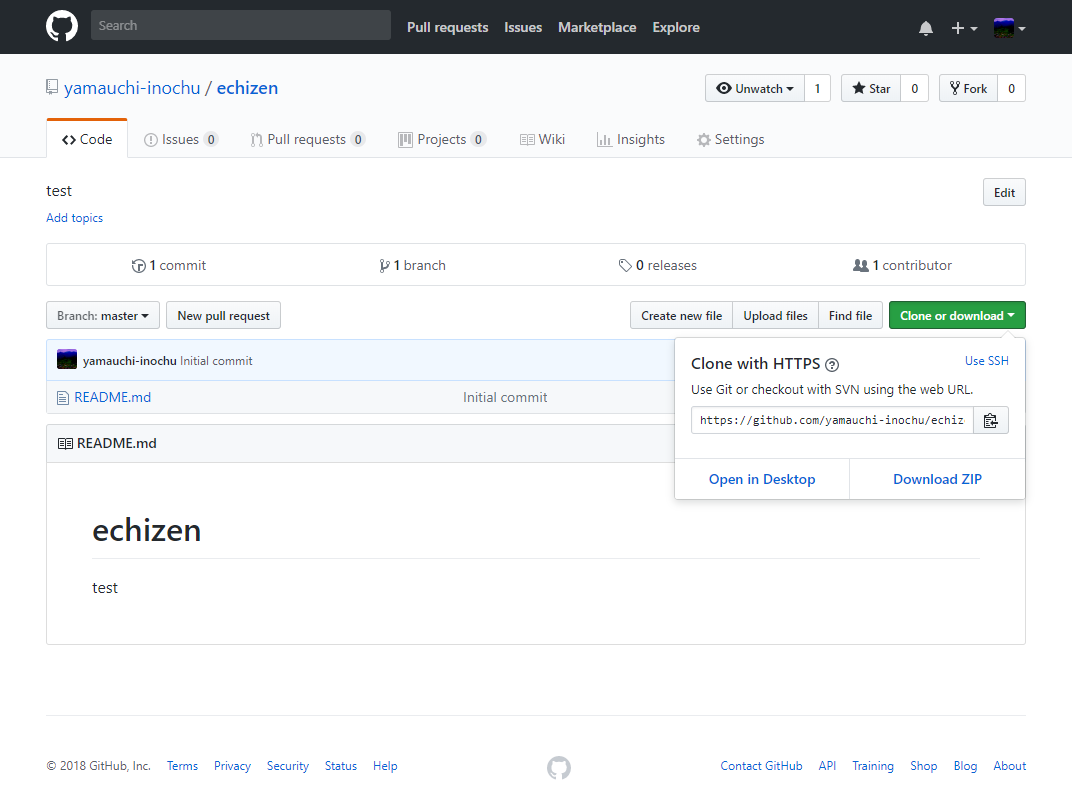 Search Pull requests Issues Marketplace Explore
yamauchi-inochu / echizen Unwatch 1 Star 0 Fork 0
Code Issues 0 Pull requests 0 Projects 0 Wiki Insights Settings
test Edit
Add topics
1 commit 1 branch 0 releases 1 contributor
Branch: master New pull request Create new file Upload files Find file Clone or download
yamauchi-inochu Initial commit
README.md Initial commit
Clone with HTTPS Use SSH
Use Git or checkout with SVN using the web URL.
https://github.com/yamauchi-inochu/echiz
Open in Desktop Download ZIP
README.md
echizen
test
© 2018 GitHub, Inc. Terms Privacy Security Status Help Contact GitHub API Training Shop Blog About